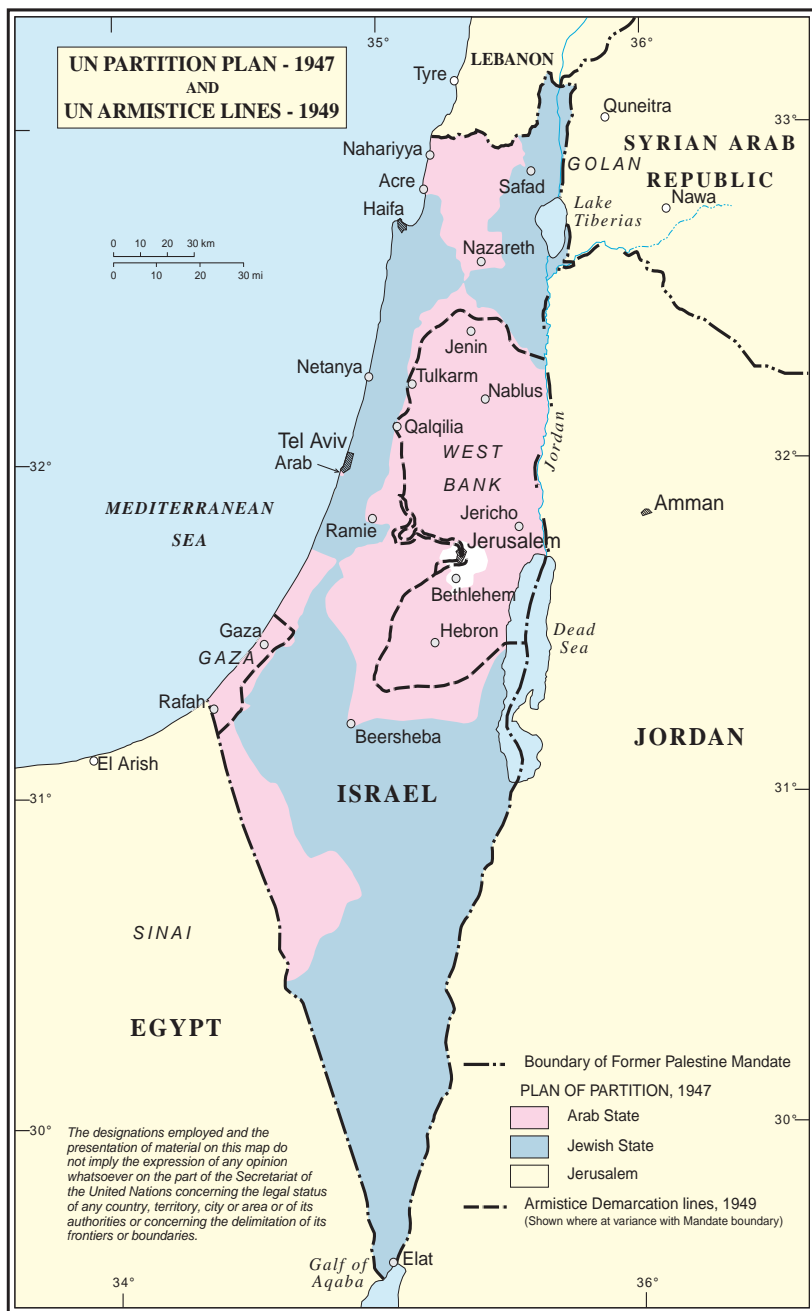 35°
36°
UN PARTITION PLAN - 1947
AND
UN ARMISTICE LINES - 1949
LEBANON
Tyre
Quneitra
33°
SYRIAN ARAB
REPUBLIC
Nahariyya
GOLAN
Safad
Acre
Nawa
Lake
Tiberias
Haifa
0 10 20 30 km
0 10 20 30 mi
Nazareth
Jenin
Netanya
Tulkarm
Nablus
Qalqilia
Jordan
Tel Aviv
Arab
WEST
BANK
32°
32°
MEDITERRANEAN
SEA
Amman
Jericho
Ramie
Jerusalem
Bethlehem
Gaza
GAZA
Hebron
Dead
Sea
Rafah
Beersheba
JORDAN
El Arish
ISRAEL
31°
31°
SINAI
EGYPT
Boundary of Former Palestine Mandate
PLAN OF PARTITION, 1947
Arab State
Jewish State
Jerusalem
Armistice Demarcation lines, 1949
(Shown where at variance with Mandate boundary)
30°
30°
The designations employed and the
presentation of material on this map do
not imply the expression of any opinion
whatsoever on the part of the Secretariat of
the United Nations concerning the legal status
of any country, territory, city or area or of its
authorities or concerning the delimitation of its
frontiers or boundaries.
Galf of
Aqaba
Elat
34°
35°
36°